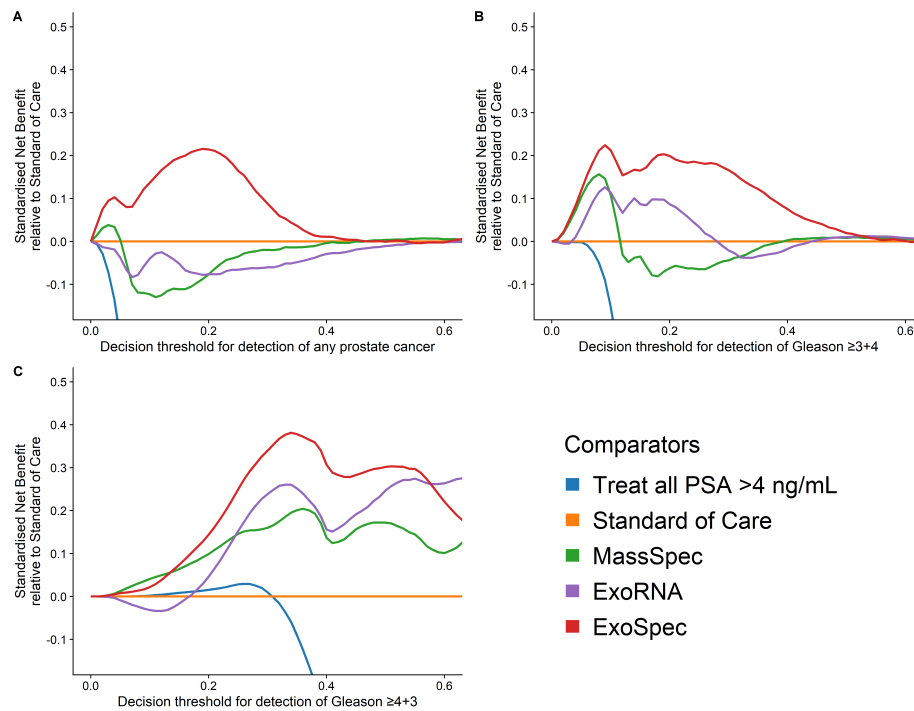 A
0.5
0.4
0.3
0.2
0.1
0.0
-0.1
Standardised Net Benefit
relative to Standard of Care
0.0 0.2 0.4 0.6
Decision threshold for detection of any prostate cancer
B
0.5
0.4
0.3
0.2
0.1
0.0
-0.1
Standardised Net Benefit
relative to Standard of Care
0.0 0.2 0.4 0.6
Decision threshold for detection of Gleason ≥3+4
C
0.5
0.4
0.3
0.2
0.1
0.0
-0.1
Standardised Net Benefit
relative to Standard of Care
0.0 0.2 0.4 0.6
Decision threshold for detection of Gleason ≥4+3
Comparators
Treat all PSA >4 ng/mL
Standard of Care
MassSpec
ExoRNA
ExoSpec